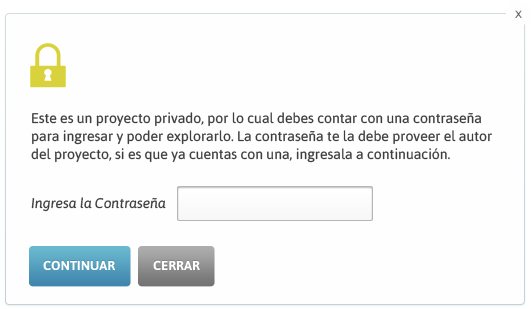 x
Este es un proyecto privado, por lo cual debes contar con una contraseña
para ingresar y poder explorarlo. La contraseña te la debe proveer el autor
del proyecto, si es que ya cuentas con una, ingresala a continuación.
Ingresa la Contraseña
CONTINUAR CERRAR